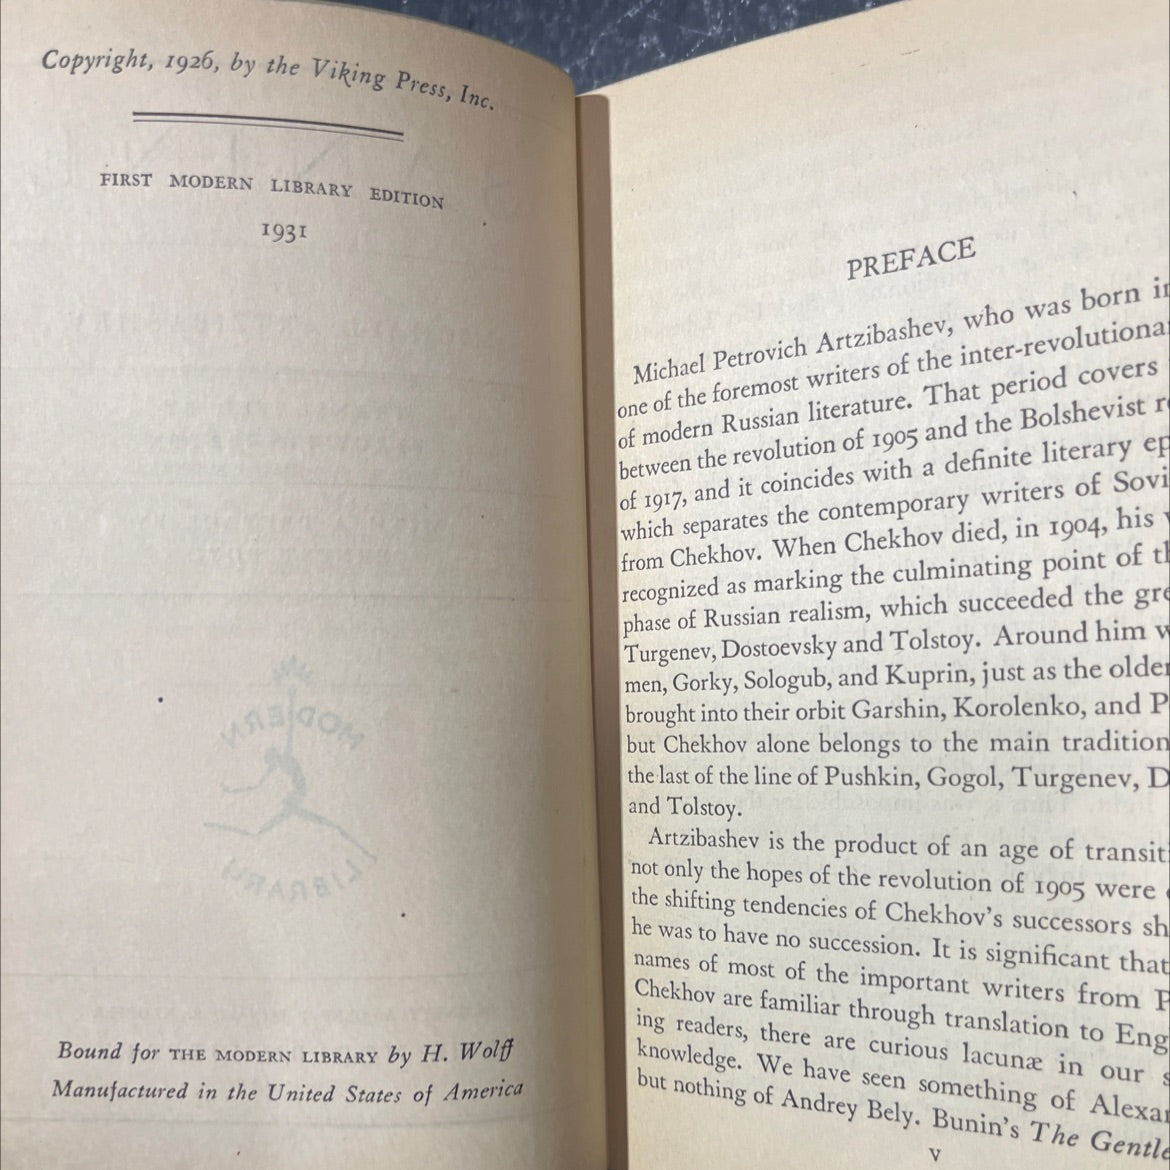 Copyright, 1926, by the Viking Press, Inc.
FIRST MODERN LIBRARY EDITION
1931
MODERN
LIBRARY
Bound for THE MODERN LIBRARY by H. Wolff
Manufactured in the United States of America
PREFACE
Michael Petrovich Artzibashev, who was born in
one of the foremost writers of the inter-revolutiona
of modern Russian literature. That period covers
between the revolution of 1905 and the Bolshevist r
of 1917, and it coincides with a definite literary ep
which separates the contemporary writers of Sovi
from Chekhov. When Chekhov died, in 1904, his
recognized as marking the culminating point of t
phase of Russian realism, which succeeded the gre
Turgenev, Dostoevsky and Tolstoy. Around him w
men, Gorky, Sologub, and Kuprin, just as the older
brought into their orbit Garshin, Korolenko, and P
but Chekhov alone belongs to the main tradition
the last of the line of Pushkin, Gogol, Turgenev, D
and Tolstoy.
Artzibashev is the product of an age of transit
not only the hopes of the revolution of 1905 were
the shifting tendencies of Chekhov's successors sh
he was to have no succession. It is significant that
names of most of the important writers from P
Chekhov are familiar through translation to Eng
ing readers, there are curious lacunæ in our s
knowledge. We have seen something of Alexa
but nothing of Andrey Bely. Bunin's The Gentle
v